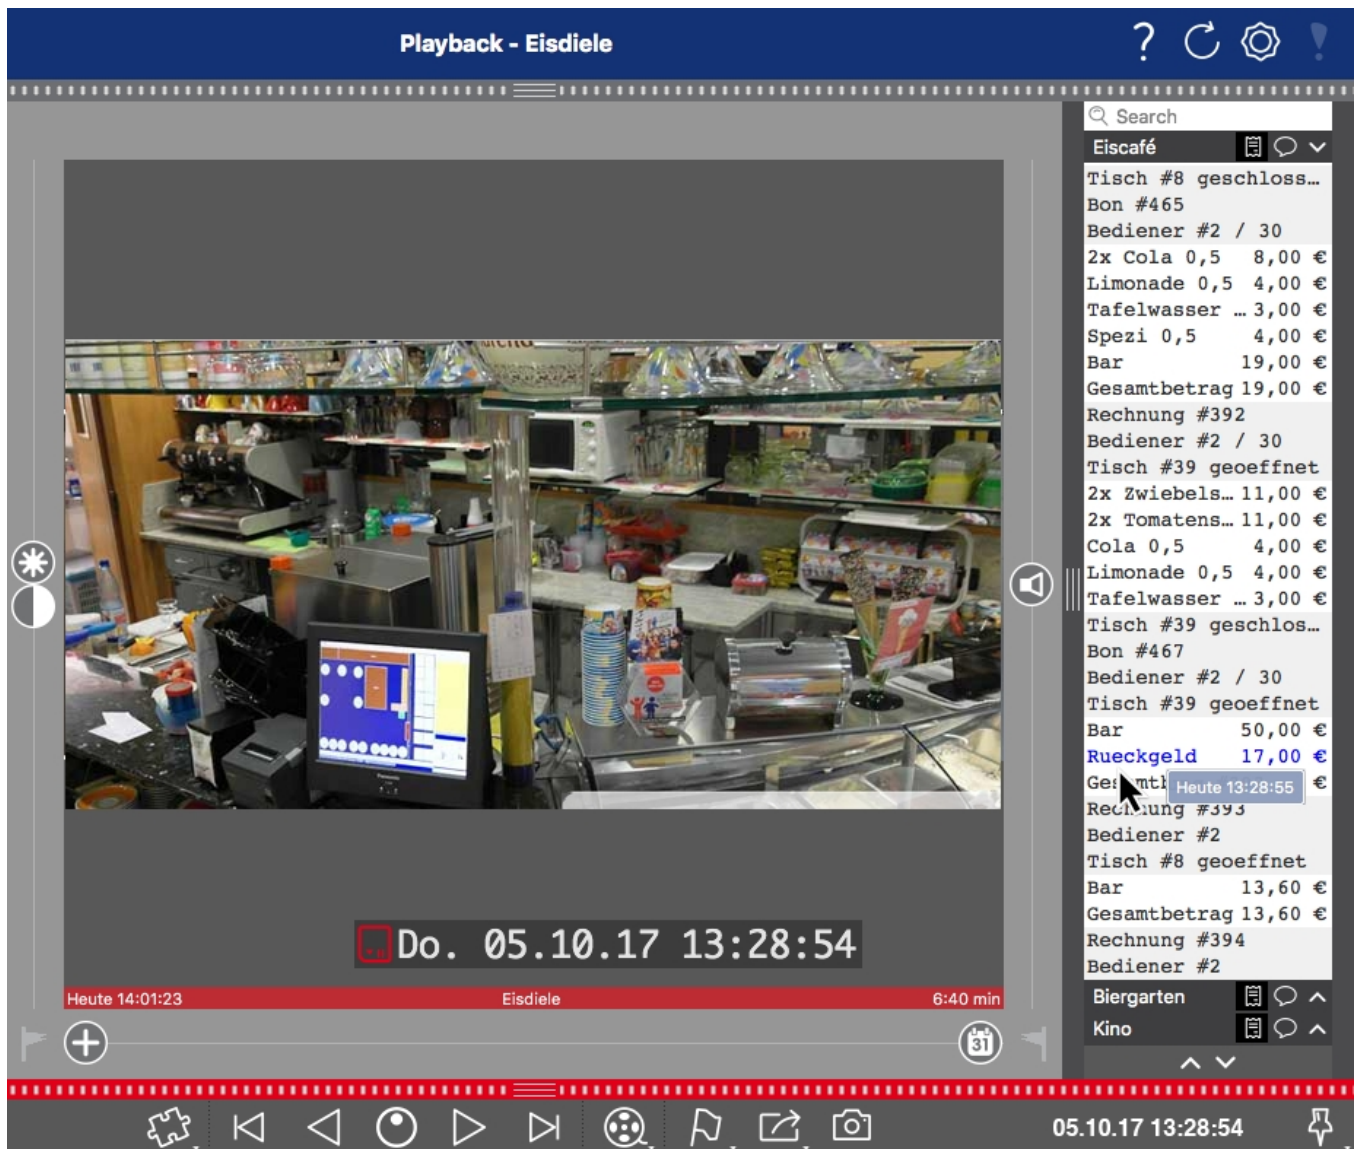 Playback - Eisdiele
Search
Eiscafé
Tisch #8 geschloss…
Bon #465
Bediener #2 / 30
2x Cola 0,5 8,00 €
Limonade 0,5 4,00 €
Tafelwasser … 3,00 €
Spezi 0,5 4,00 €
Bar 19,00 €
Gesamtbetrag 19,00 €
Rechnung #392
Bediener #2 / 30
Tisch #39 geoeffnet
2x Zwiebels… 11,00 €
2x Tomatens… 11,00 €
Cola 0,5 4,00 €
Limonade 0,5 4,00 €
Tafelwasser … 3,00 €
Tisch #39 geschlos…
Bon #467
Bediener #2 / 30
Tisch #39 geoeffnet
Bar 50,00 €
Rueckgeld 17,00 €
€
Heute 13:28:55
Rechnung #393
Bediener #2
Tisch #8 geoeffnet
Bar 13,60 €
Gesamtbetrag 13,60 €
Rechnung #394
Bediener #2
Biergarten
Kino
Do. 05.10.17 13:28:54
Heute 14:01:23 Eisdiele 6:40 min
31
05.10.17 13:28:54